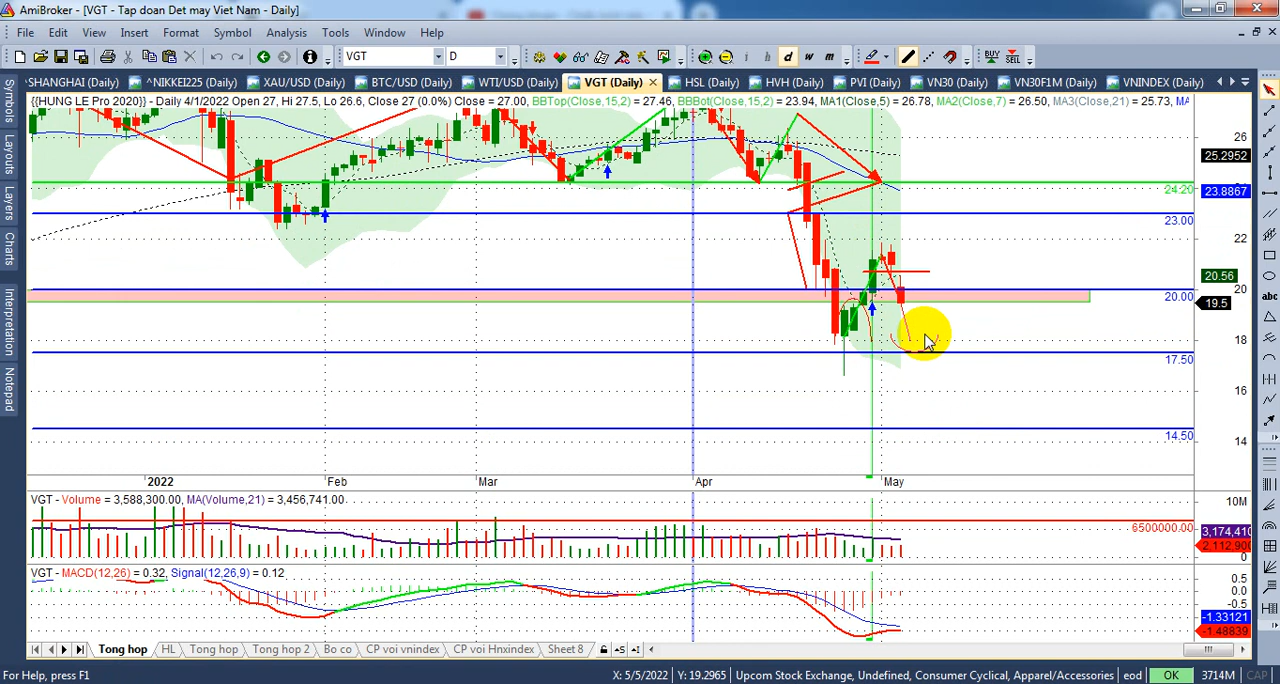 AmiBroker - [VGT - Tap doan Det may Viet Nam - Daily]
File Edit View Insert Format Symbol Analysis Tools Window Help
VGT D i h d w m BUY SELL
SHANGHAI (Daily) ^NIKKEI225 (Daily) XAU/USD (Daily) BTC/USD (Daily) WTI/USD (Daily) VGT (Daily) HSL (Daily) HVH (Daily) PVI (Daily) VN30 (Daily) VN30F1M (Daily) VNINDEX (Daily)
{{HUNG LE Pro 2020}} - Daily 4/1/2022 Open 27, Hi 27.5, Lo 26.6, Close 27 (0.0%) Close = 27.00, BBTop(Close,15,2) = 27.46, BBBot(Close,15,2) = 23.94, MA1(Close,5) = 26.78, MA2(Close,7) = 26.50, MA3(Close,21) = 25.73, MA
Symbols
Layouts
Layers
Charts
Interpretation
Notepad
26
25.2952
24.20
23.8867
23.00
22
20.56
20
20.00
19.5
18
17.50
16
14.50
14
abc
2022 Feb Mar Apr May
VGT - Volume = 3,588,300.00, MA(Volume,21) = 3,456,741.00
10M
6500000.00
3,174,410
2,112,900
0
VGT - MACD(12,26) = 0.32, Signal(12,26,9) = 0.12
0.5
0.0
-0.5
-1.33121
-1.48839
Tong hop HL Tong hop Tong hop 2 Bo co CP voi vnindex CP voi Hnxindex Sheet 8
For Help, press F1 X: 5/5/2022 Y: 19.2965 Upcom Stock Exchange, Undefined, Consumer Cyclical, Apparel/Accessories eod OK 3714M CAP